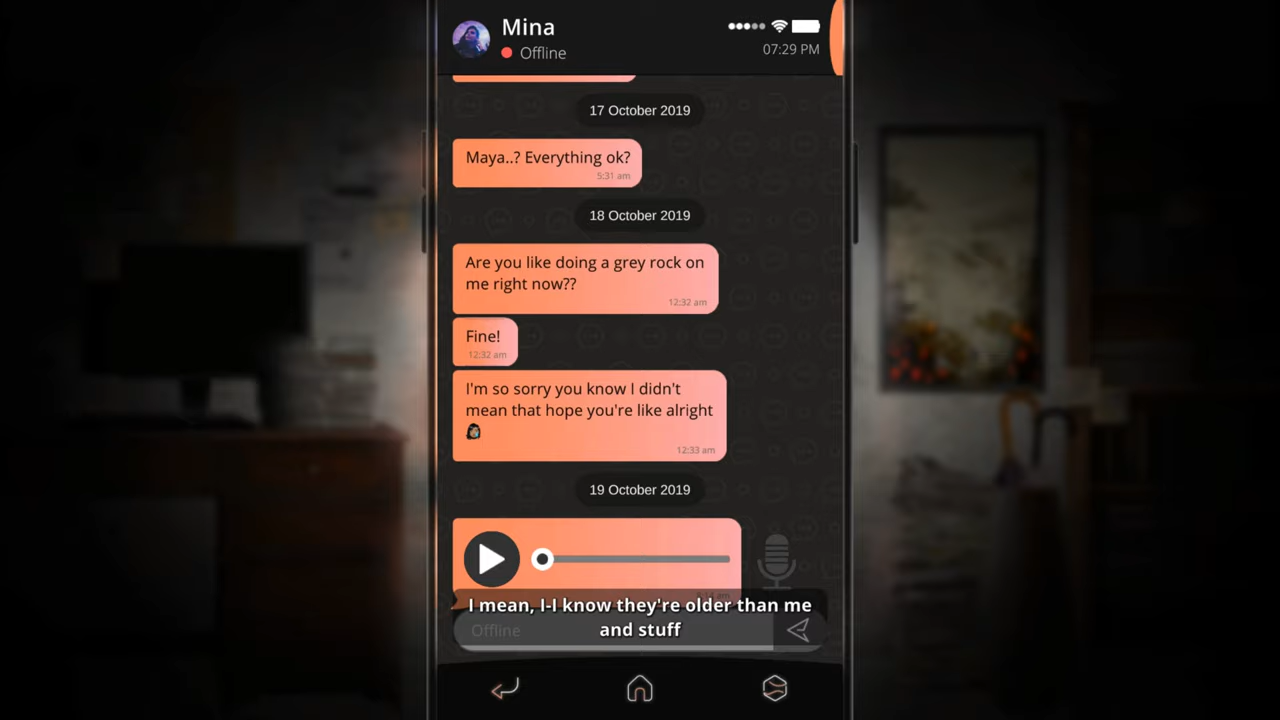 Mina
Offline
07:29 PM
17 October 2019
Maya..? Everything ok?
5:31 am
18 October 2019
Are you like doing a grey rock on
me right now??
12:32 am
Fine!
12:32 am
I'm so sorry you know I didn't
mean that hope you're like alright
12:33 am
19 October 2019
I mean, I-I know they're older than me
and stuff
Offline